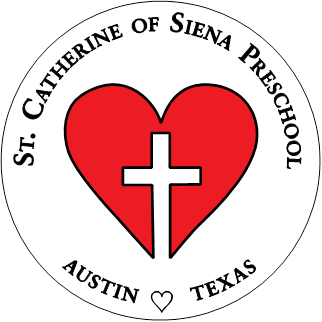 St. Catherine of Siena Preschool
Austin Texas